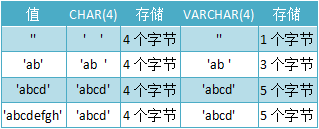 值 CHAR(4) 存储 VARCHAR(4) 存储
'' '    ' 4 个字节 '' 1 个字节
'ab' 'ab  ' 4 个字节 'ab ' 3 个字节
'abcd' 'abcd' 4 个字节 'abcd' 5 个字节
'abcdefgh' 'abcd' 4 个字节 'abcd' 5 个字节